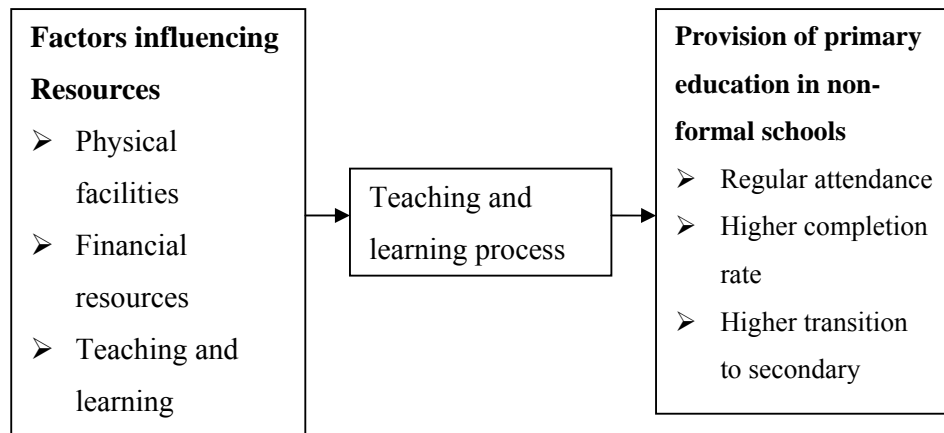 Factors influencing
Resources
➢ Physical
facilities
➢ Financial
resources
➢ Teaching and
learning
Teaching and
learning process
Provision of primary
education in non-
formal schools
➢ Regular attendance
➢ Higher completion
rate
➢ Higher transition
to secondary